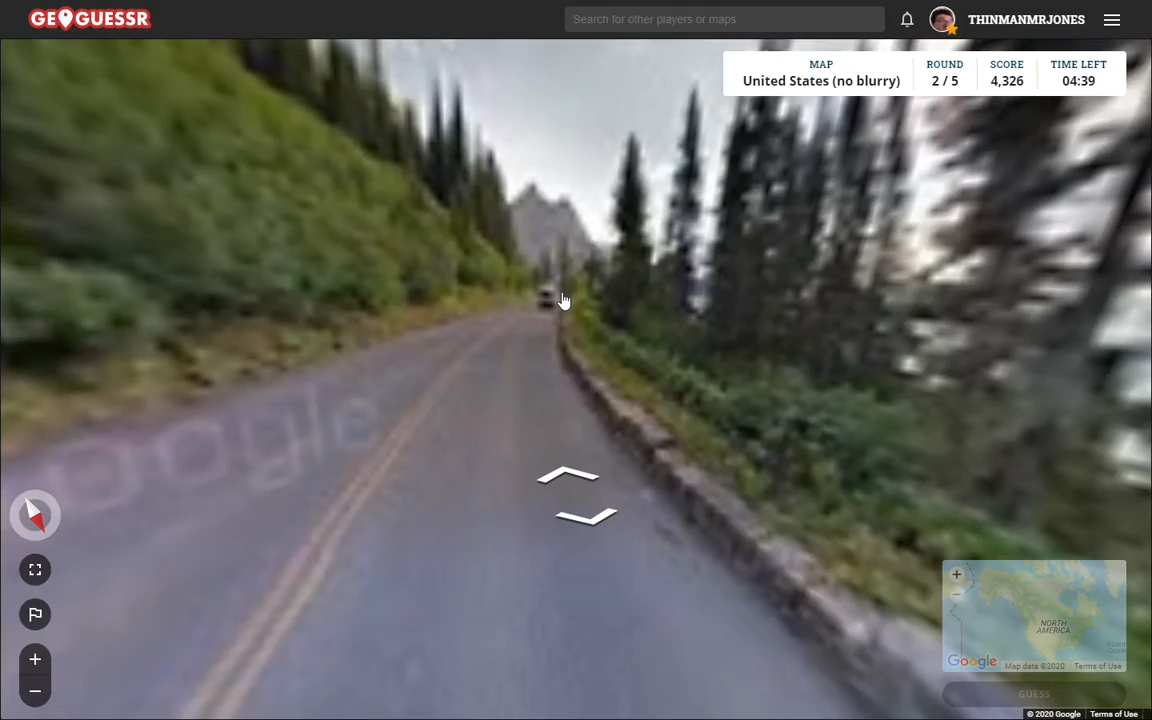 GEOGUESSR
Search for other players or maps
THINMANMRJONES
MAP
United States (no blurry)
ROUND
2 / 5
SCORE
4,326
TIME LEFT
04:39
oogle
+
−
NORTH
AMERICA
Google
Map data ©2020
Terms of Use
+
−
GUESS
© 2020 Google
Terms of Use